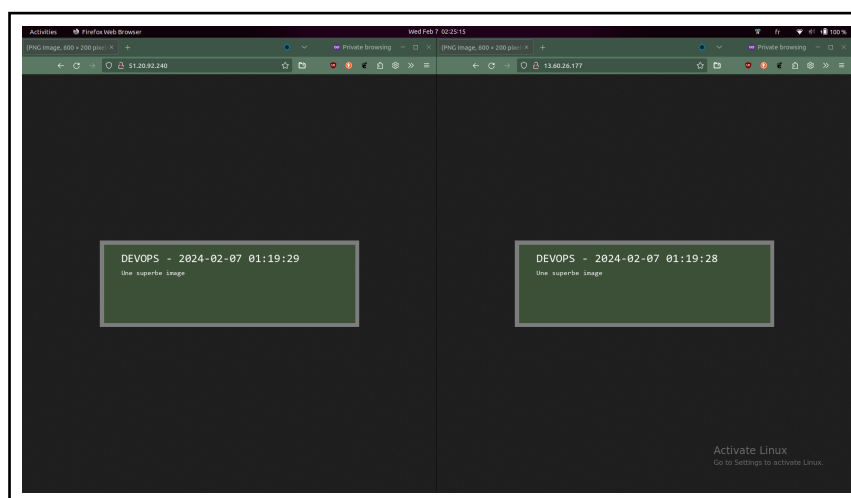 Activities Firefox Web Browser Wed Feb 7 02:25:15 fr 100 %
(PNG Image, 600 × 200 pixel Private browsing
51.20.92.240
DEVOPS - 2024-02-07 01:19:29
Une superbe image
(PNG Image, 600 × 200 pixel Private browsing
13.60.26.177
DEVOPS - 2024-02-07 01:19:28
Une superbe image
Activate Linux
Go to Settings to activate Linux.